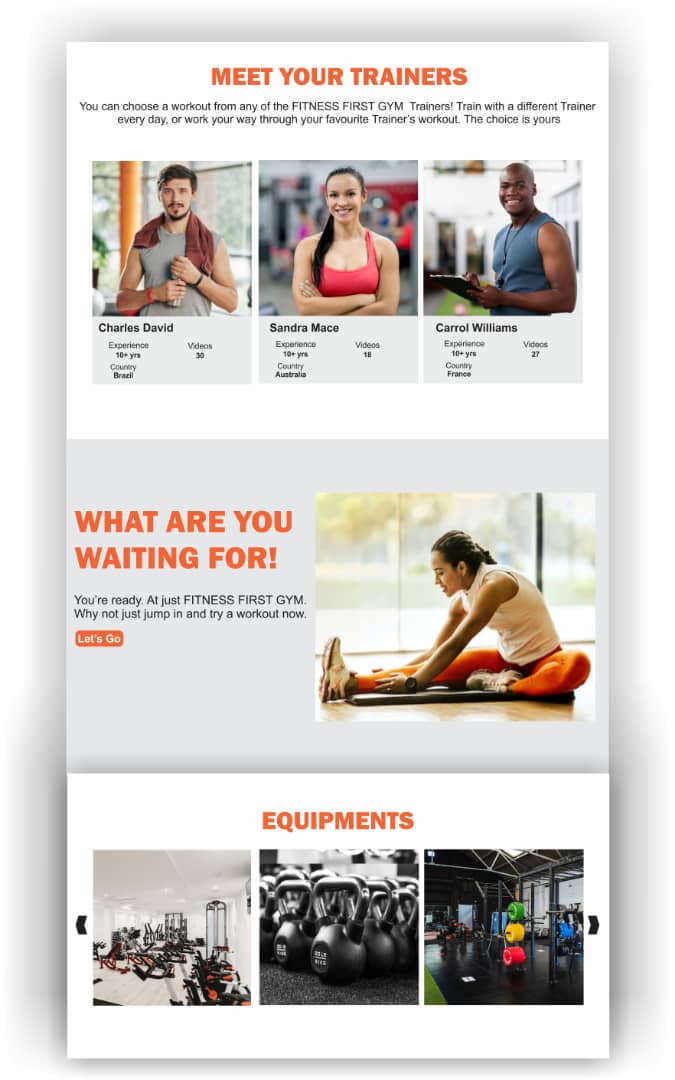 MEET YOUR TRAINERS
You can choose a workout from any of the FITNESS FIRST GYM  Trainers! Train with a different Trainer
every day, or work your way through your favourite Trainer's workout. The choice is yours
Charles David
Experience Videos
10+ yrs 30
Country
Brazil
Sandra Mace
Experience Videos
10+ yrs 18
Country
Australia
Carrol Williams
Experience Videos
10+ yrs 27
Country
France
WHAT ARE YOU
WAITING FOR!
You're ready. At just FITNESS FIRST GYM.
Why not just jump in and try a workout now.
Let's Go
EQUIPMENTS